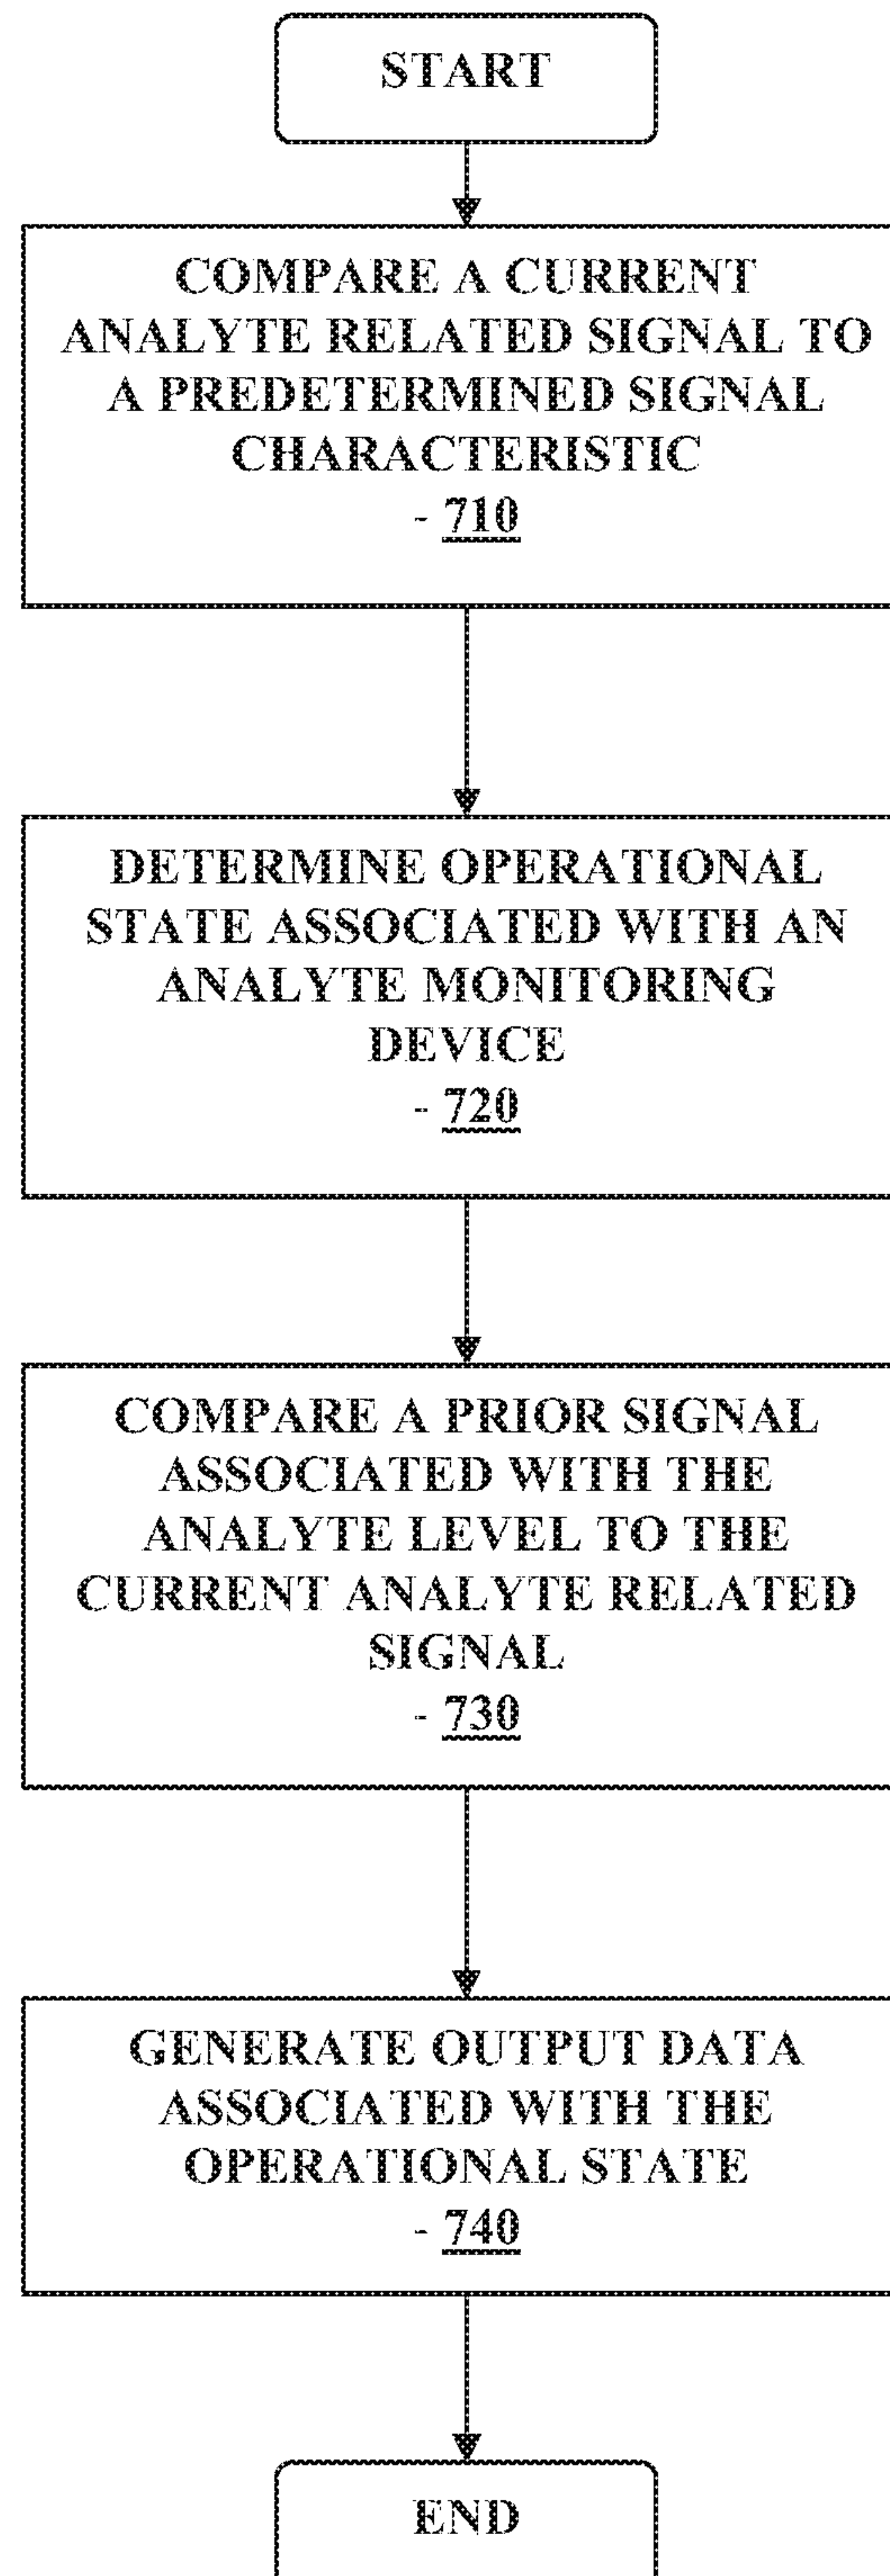 START
COMPARE A CURRENT
ANALYTE RELATED SIGNAL TO
A PREDETERMINED SIGNAL
CHARACTERISTIC
- 710
DETERMINE OPERATIONAL
STATE ASSOCIATED WITH AN
ANALYTE MONITORING
DEVICE
- 720
COMPARE A PRIOR SIGNAL
ASSOCIATED WITH THE
ANALYTE LEVEL TO THE
CURRENT ANALYTE RELATED
SIGNAL
- 730
GENERATE OUTPUT DATA
ASSOCIATED WITH THE
OPERATIONAL STATE
- 740
END